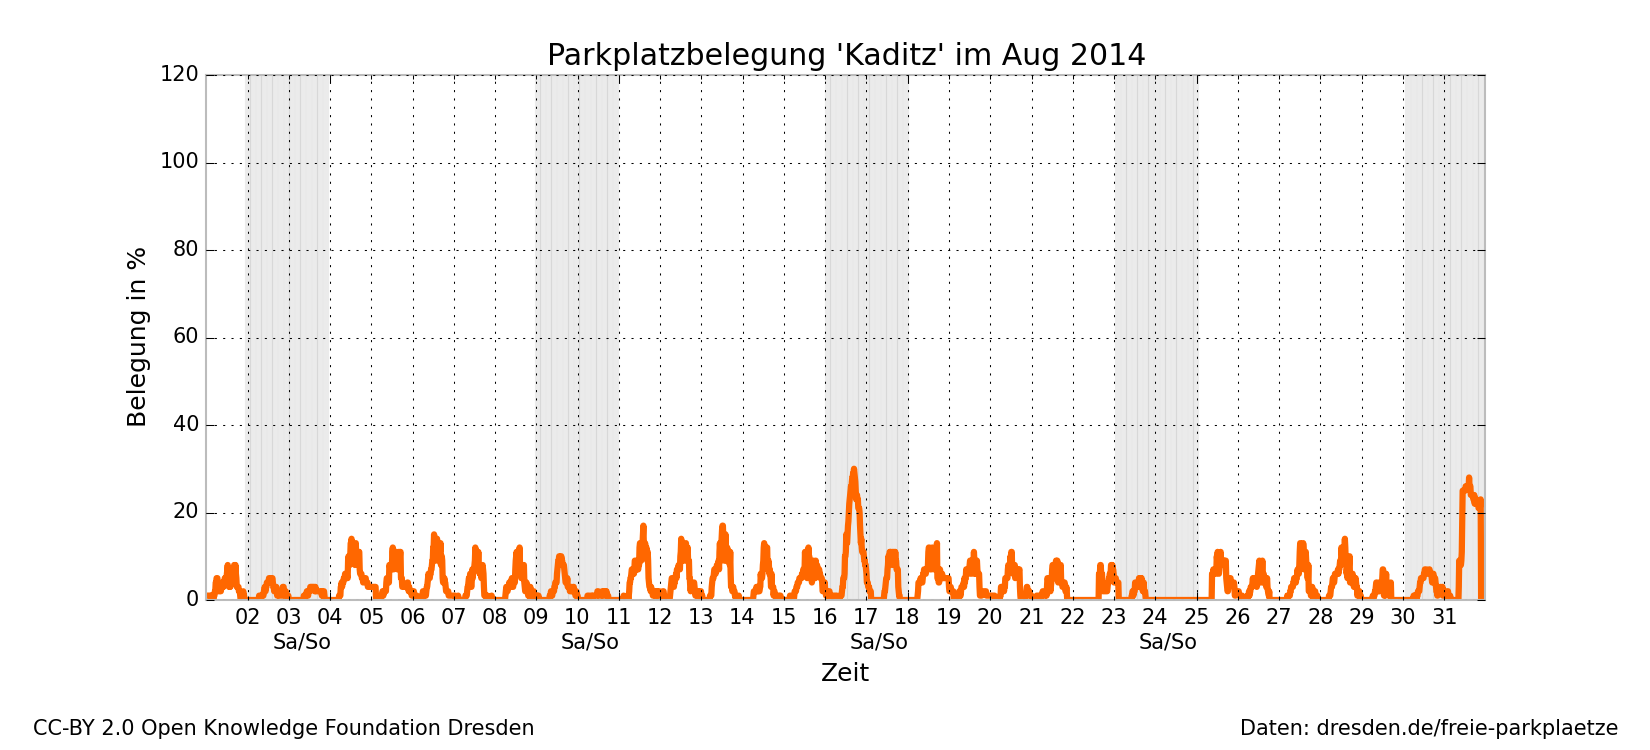 Parkplatzbelegung 'Kaditz' im Aug 2014
120
100
80
60
40
20
0
Belegung in %
02 03 04 05 06 07 08 09 10 11 12 13 14 15 16 17 18 19 20 21 22 23 24 25 26 27 28 29 30 31
Sa/So Sa/So Sa/So Sa/So
Zeit
CC-BY 2.0 Open Knowledge Foundation Dresden
Daten: dresden.de/freie-parkplaetze